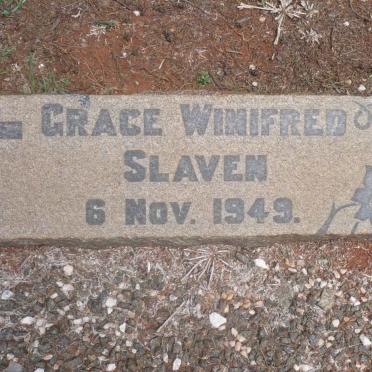 GRACE WINIFRED
SLAVEN
6 NOV. 1949.